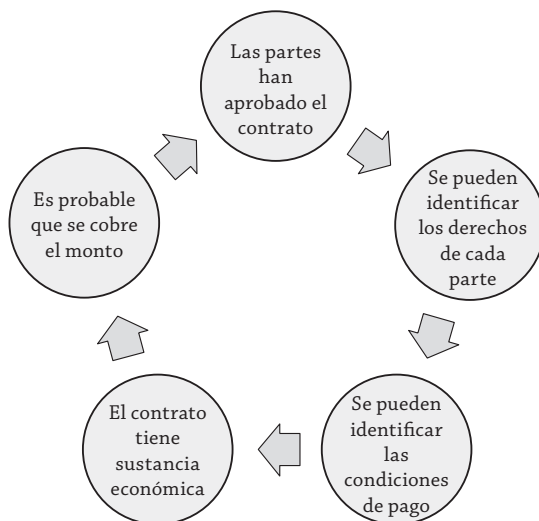 Las partes
han
aprobado el
contrato
Se pueden
identificar
los derechos
de cada
parte
Se pueden
identificar
las
condiciones
de pago
El contrato
tiene
sustancia
económica
Es probable
que se cobre
el monto